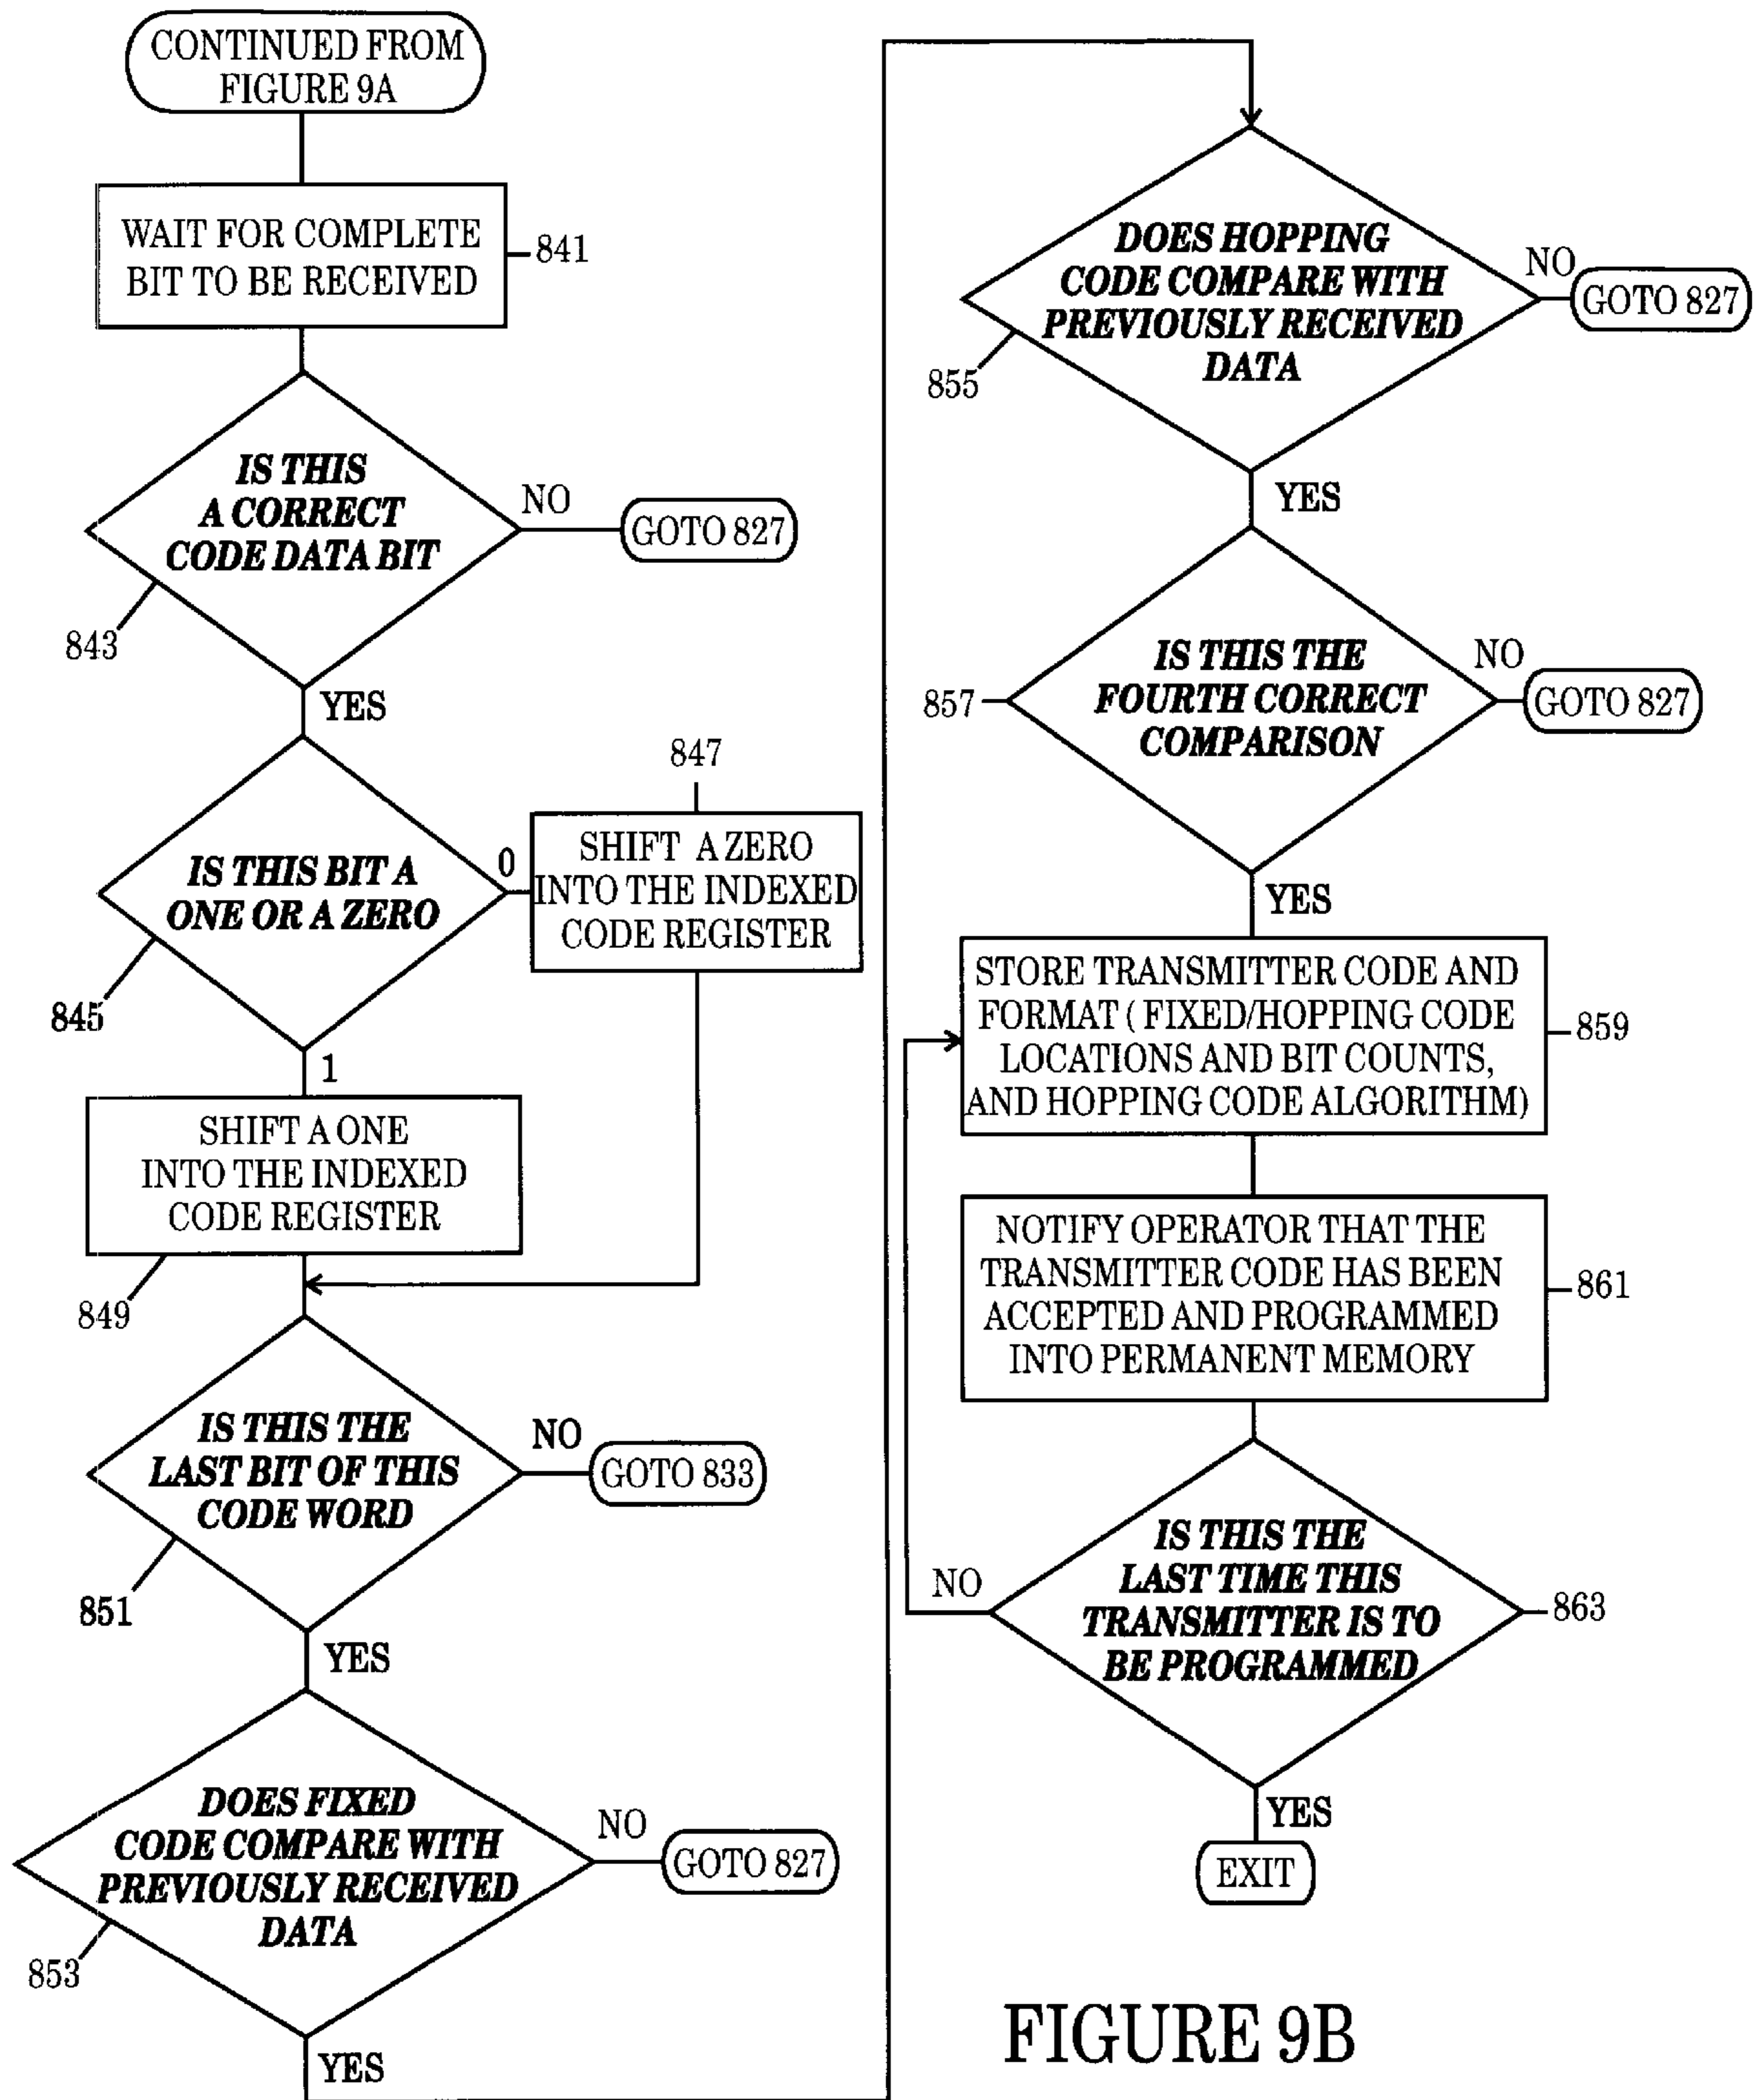 CONTINUED FROM
FIGURE 9A
WAIT FOR COMPLETE
BIT TO BE RECEIVED
841
IS THIS
A CORRECT
CODE DATA BIT
NO
GOTO 827
843
YES
IS THIS BIT A
ONE OR A ZERO
0
847
SHIFT A ZERO
INTO THE INDEXED
CODE REGISTER
845
1
SHIFT A ONE
INTO THE INDEXED
CODE REGISTER
849
IS THIS THE
LAST BIT OF THIS
CODE WORD
NO
GOTO 833
851
YES
DOES FIXED
CODE COMPARE WITH
PREVIOUSLY RECEIVED
DATA
NO
GOTO 827
853
YES
DOES HOPPING
CODE COMPARE WITH
PREVIOUSLY RECEIVED
DATA
NO
GOTO 827
855
YES
IS THIS THE
FOURTH CORRECT
COMPARISON
NO
GOTO 827
857
YES
STORE TRANSMITTER CODE AND
FORMAT ( FIXED/HOPPING CODE
LOCATIONS AND BIT COUNTS,
AND HOPPING CODE ALGORITHM)
859
NOTIFY OPERATOR THAT THE
TRANSMITTER CODE HAS BEEN
ACCEPTED AND PROGRAMMED
INTO PERMANENT MEMORY
861
IS THIS THE
LAST TIME THIS
TRANSMITTER IS TO
BE PROGRAMMED
NO
863
YES
EXIT
FIGURE 9B